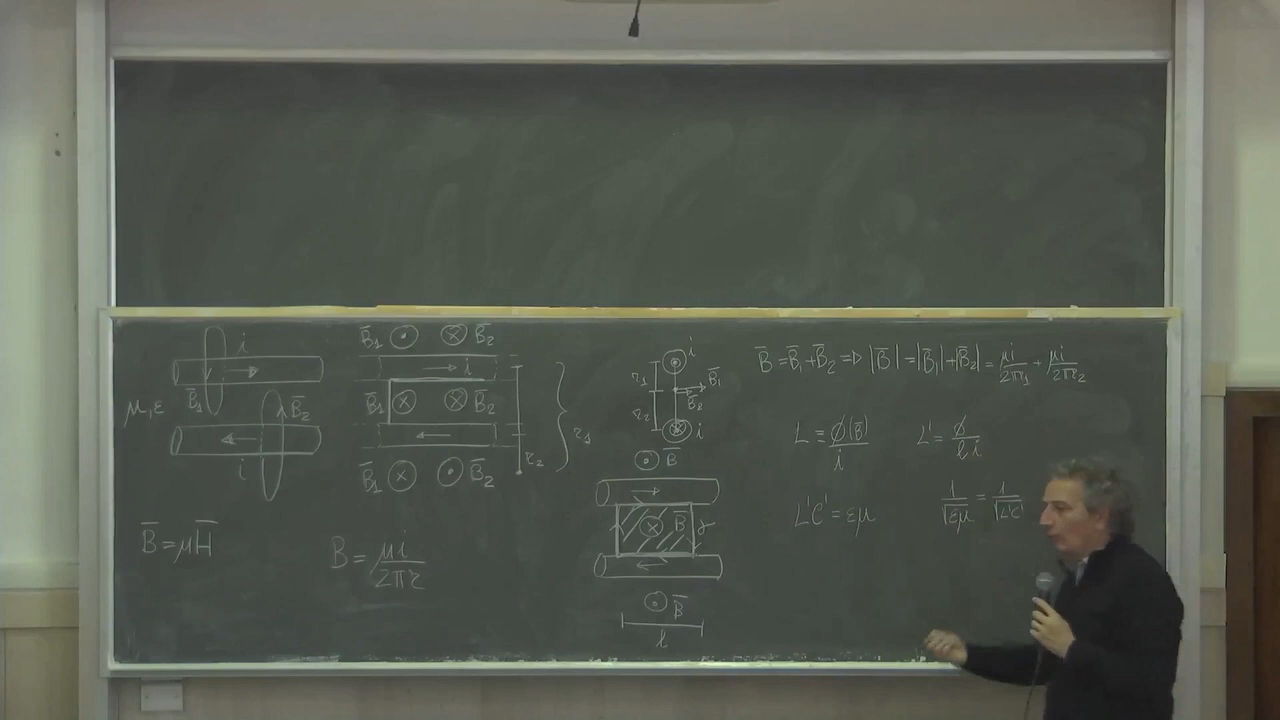 i
B̅₁
μ, ε
B̅₂
i
B̅ = μH̅
B̅₁ ⊙ ⊗ B̅₂
→ i
B̅₁ ⊗ ⊗ B̅₂
←
B̅₁ ⊗ ⊙ B̅₂
r₂
r₁
B = μi / 2πr
i
r₁
B̅₁
B̅₂
r₂
i
⊙ B̅
→
⊗ B̅ γ
←
⊙ B̅
l
B̅ = B̅₁ + B̅₂ ⇒ |B̅| = |B̅₁| + |B̅₂| = μi / 2πr₁ + μi / 2πr₂
L ≡ ϕ(B̅) / i L' = ϕ / l i
L'C' = εμ 1 / √εμ = 1 / √L'C'